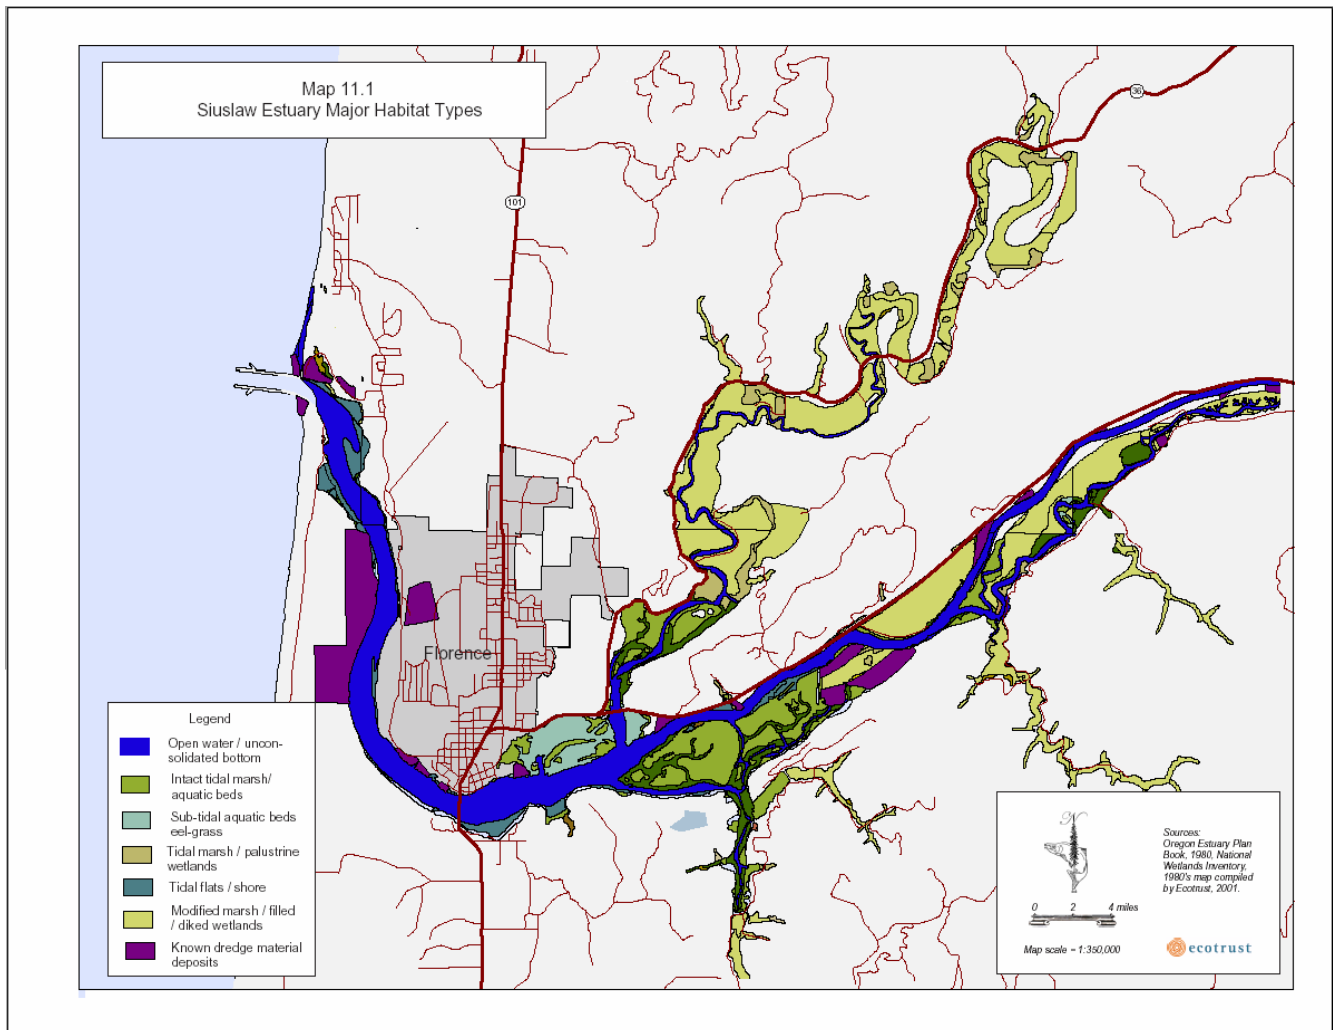 Map 11.1
Siuslaw Estuary Major Habitat Types
36
101
Florence
Legend
Open water / uncon-
solidated bottom
Intact tidal marsh/
aquatic beds
Sub-tidal aquatic beds
eel-grass
Tidal marsh / palustrine
wetlands
Tidal flats / shore
Modified marsh / filled
/ diked wetlands
Known dredge material
deposits
N
Sources:
Oregon Estuary Plan
Book, 1980, National
Wetlands Inventory,
1980's map compiled
by Ecotrust, 2001.
0 2 4 miles
Map scale = 1:350,000
ecotrust